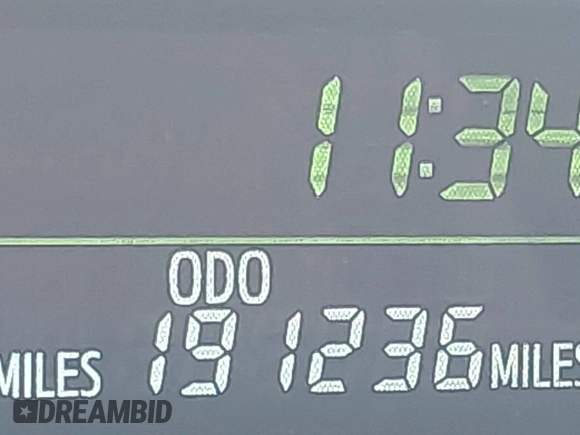 11:34
ODO
MILES 191236 MILES
DREAMBID